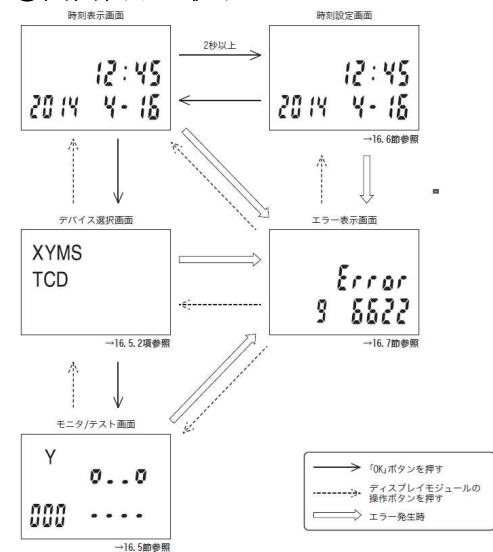 時刻表示画面
12:45
2014 4-16
2秒以上
時刻設定画面
12:45
2014 4-16
→16.6節参照
デバイス選択画面
XYMS
TCD
→16.5.2項参照
エラー表示画面
Error
9 6622
→16.7節参照
モニタ/テスト画面
Y
0..0
000 ----
→16.5節参照
「OK」ボタンを押す
ディスプレイモジュールの
操作ボタンを押す
エラー発生時